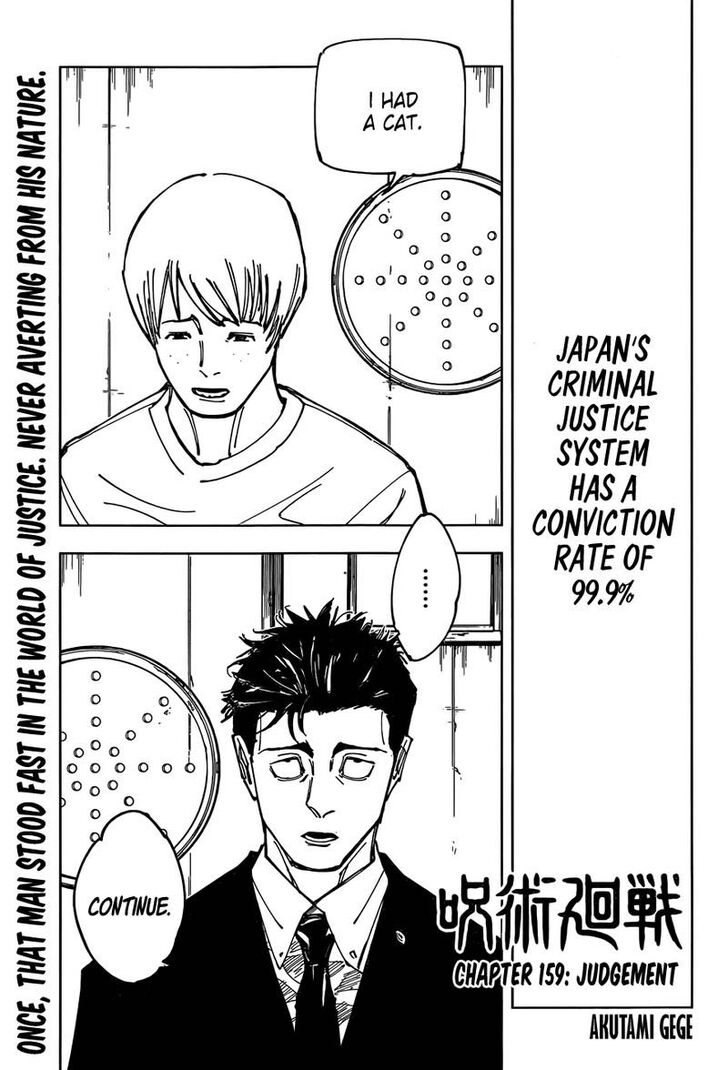 JAPAN'S
CRIMINAL
JUSTICE
SYSTEM
HAS A
CONVICTION
RATE OF
99.9%
I HAD
A CAT.
......
CONTINUE.
ONCE, THAT MAN STOOD FAST IN THE WORLD OF JUSTICE. NEVER AVERTING FROM HIS NATURE.
呪術廻戦
CHAPTER 159: JUDGEMENT
AKUTAMI GEGE